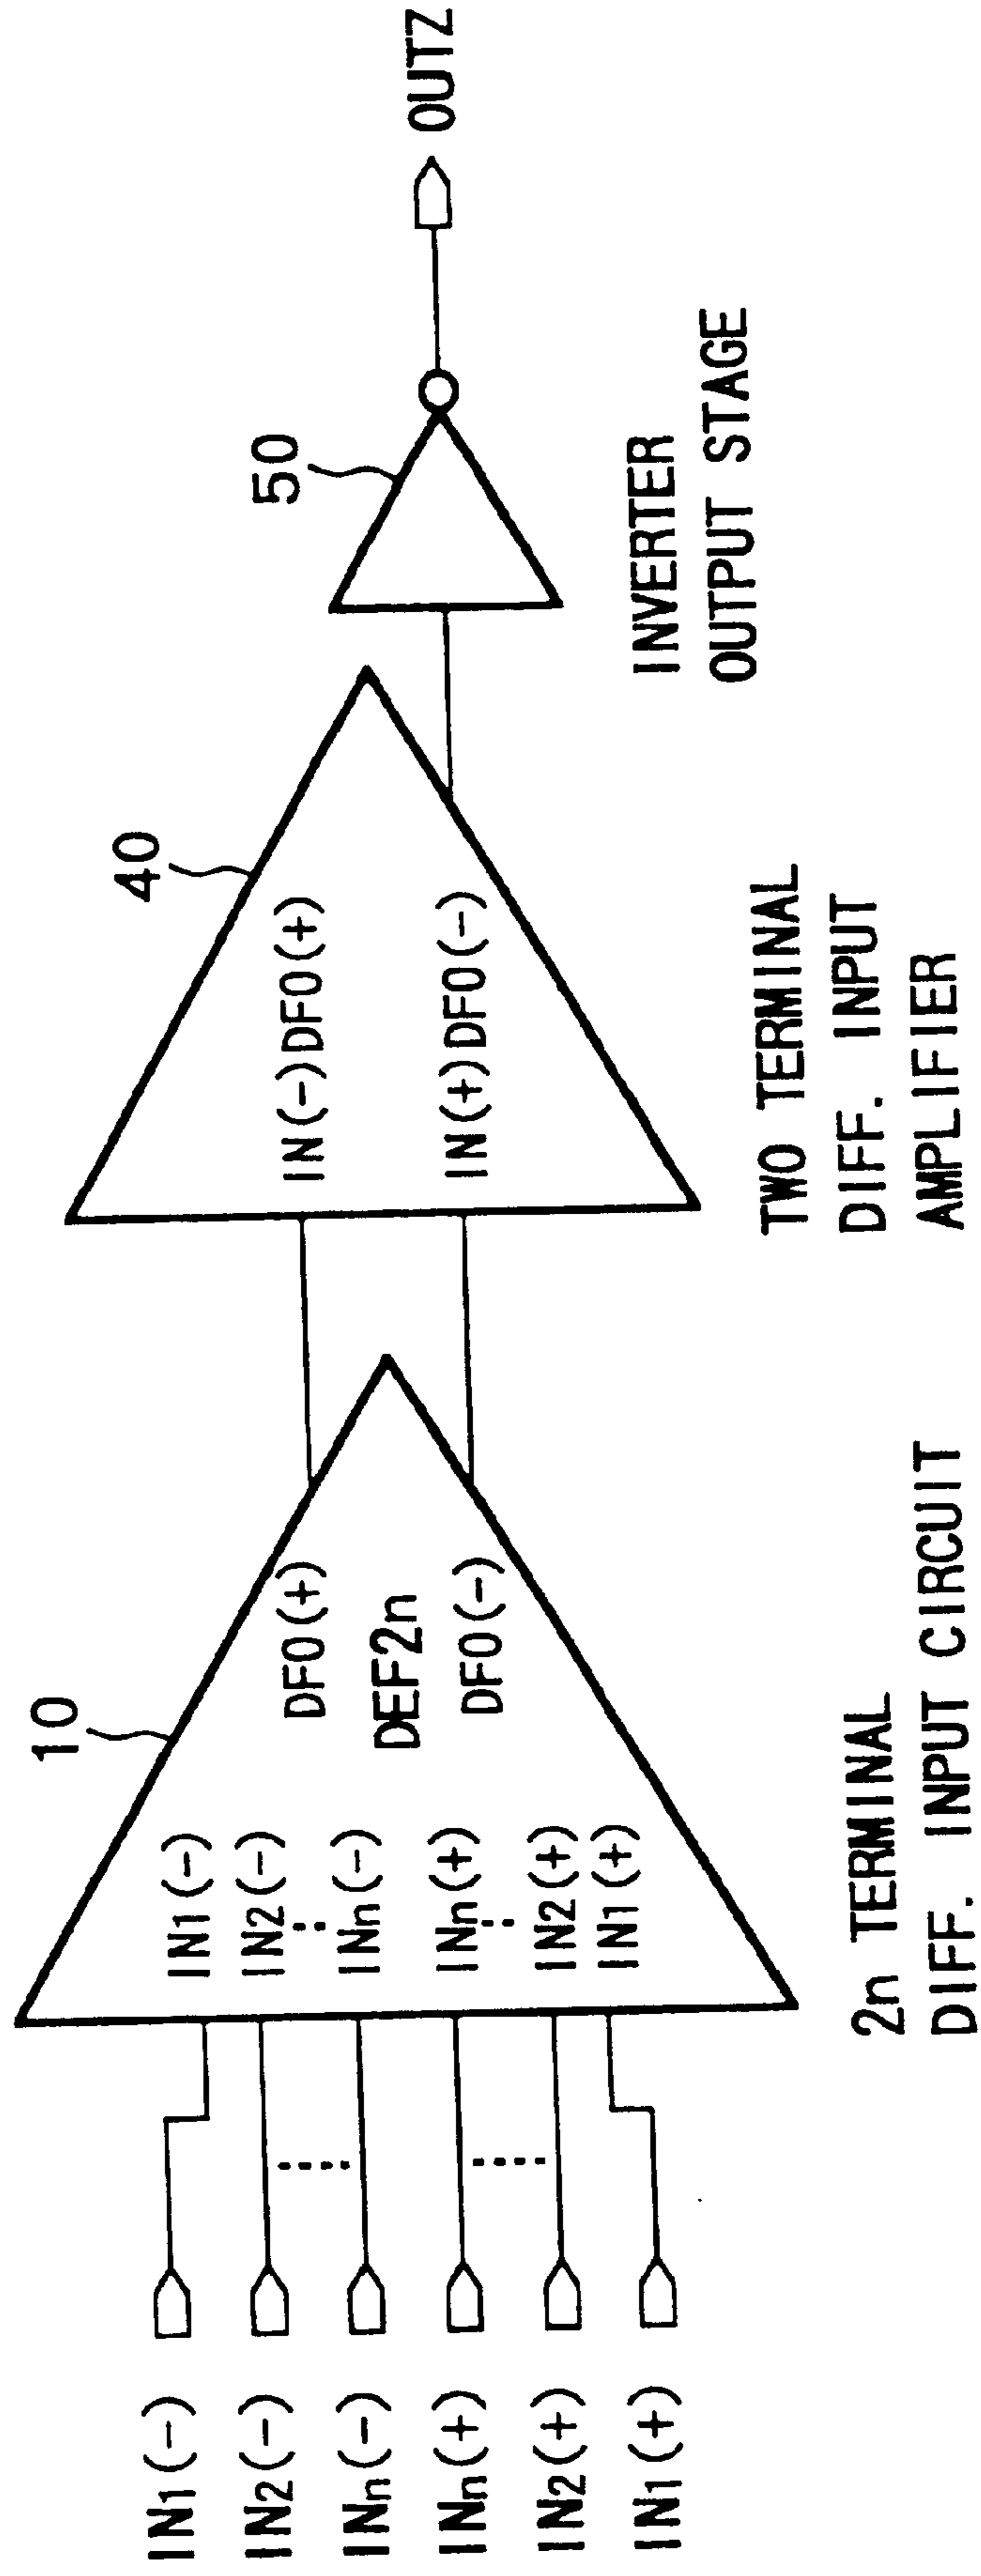 IN1(-)
IN2(-)
INn(-)
INn(+)
IN2(+)
IN1(+)
10
IN1(-)
IN2(-)
INn(-)
INn(+)
IN2(+)
IN1(+)
DFO(+)
DEF2n
DFO(-)
2n TERMINAL
DIFF. INPUT CIRCUIT
40
IN(-)DFO(+)
IN(+)DFO(-)
TWO TERMINAL
DIFF. INPUT
AMPLIFIER
50
INVERTER
OUTPUT STAGE
OUTZ